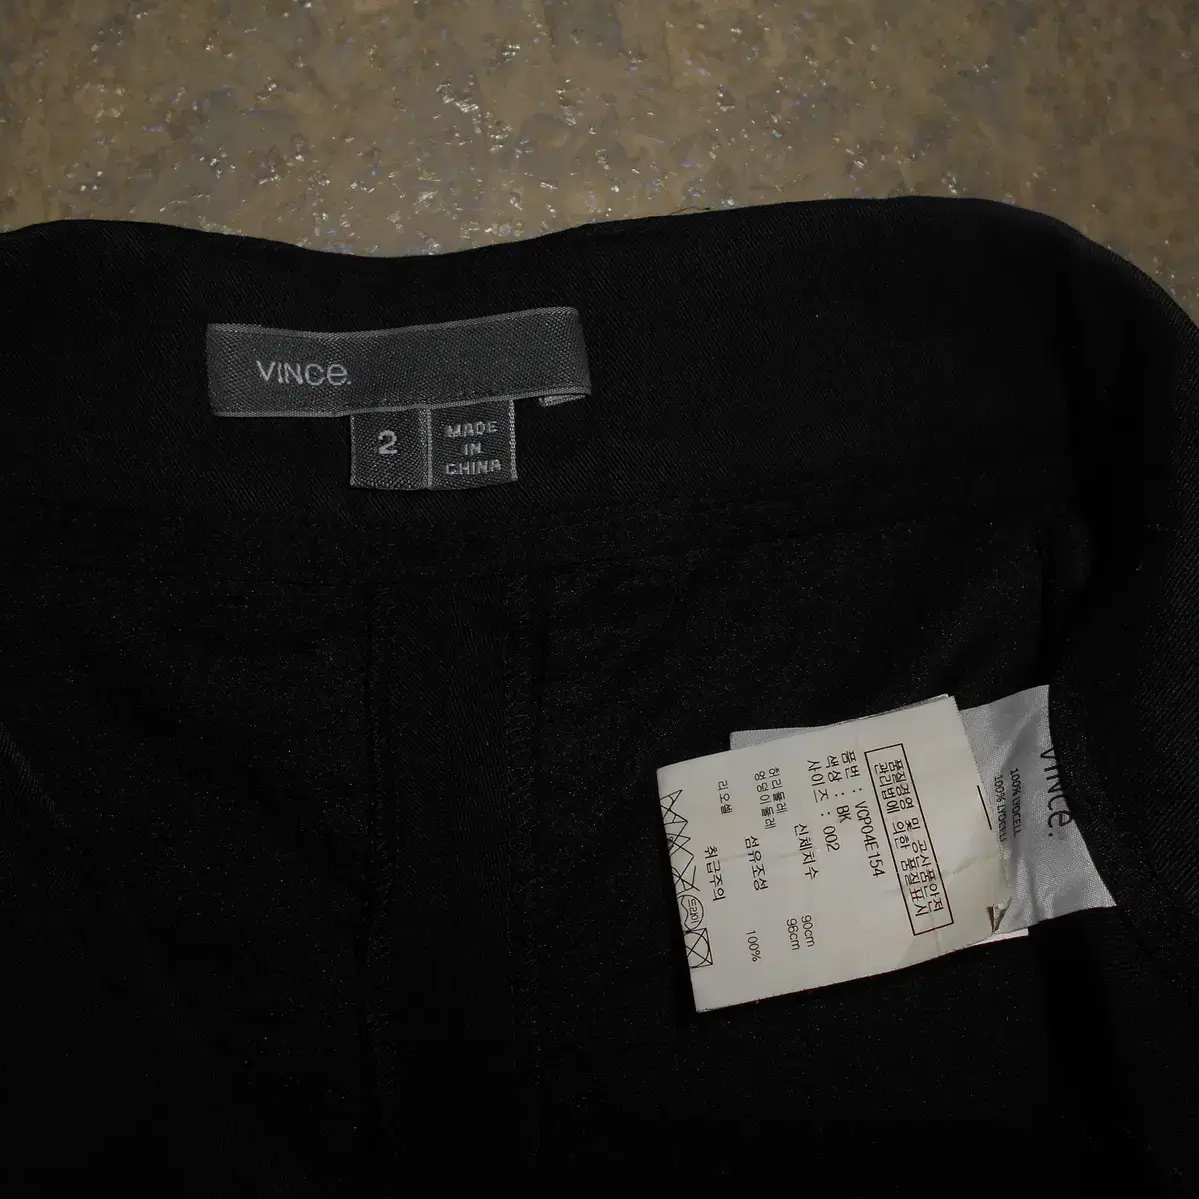 VINCe.
2
MADE
IN
CHINA
VINCe.
100% LYOCELL
100% LYOCELL
품질경영 및 공산품안전
관리법에 의한 품질표시
품번 : VCP04E154
색상 : BK
사이즈 : 002
신체치수
허리둘레 90cm
엉덩이둘레 96cm
섬유조성
리오셀 100%
취급주의
드라이